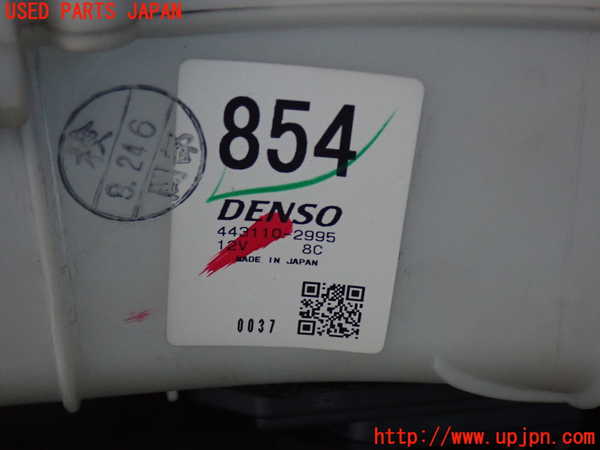 USED PARTS JAPAN
854
検
8.246
DENSO
443110-2995
12V 8C
MADE IN JAPAN
0037
http://www.upjpn.com/